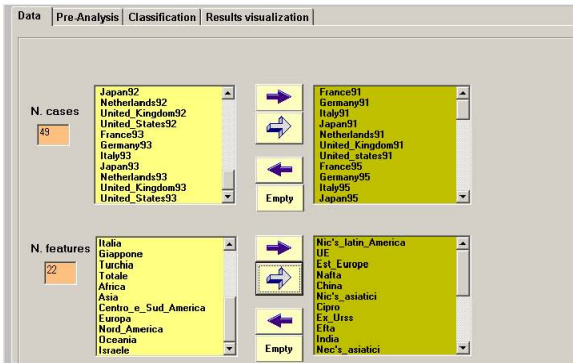 Data Pre-Analysis Classification Results visualization
N. cases
49
Japan92
Netherlands92
United_Kingdom92
United_States92
France93
Germany93
Italy93
Japan93
Netherlands93
United_Kingdom93
United_States93
Empty
France91
Germany91
Italy91
Japan91
Netherlands91
United_Kingdom91
United_states91
France95
Germany95
Italy95
Japan95
N. features
22
Italia
Giappone
Turchia
Totale
Africa
Asia
Centro_e_Sud_America
Europa
Nord_America
Oceania
Israele
Empty
Nic's_latin_America
UE
Est_Europe
Nafta
China
Nic's_asiatici
Cipro
Ex_Urss
Efta
India
Nec's_asiatici